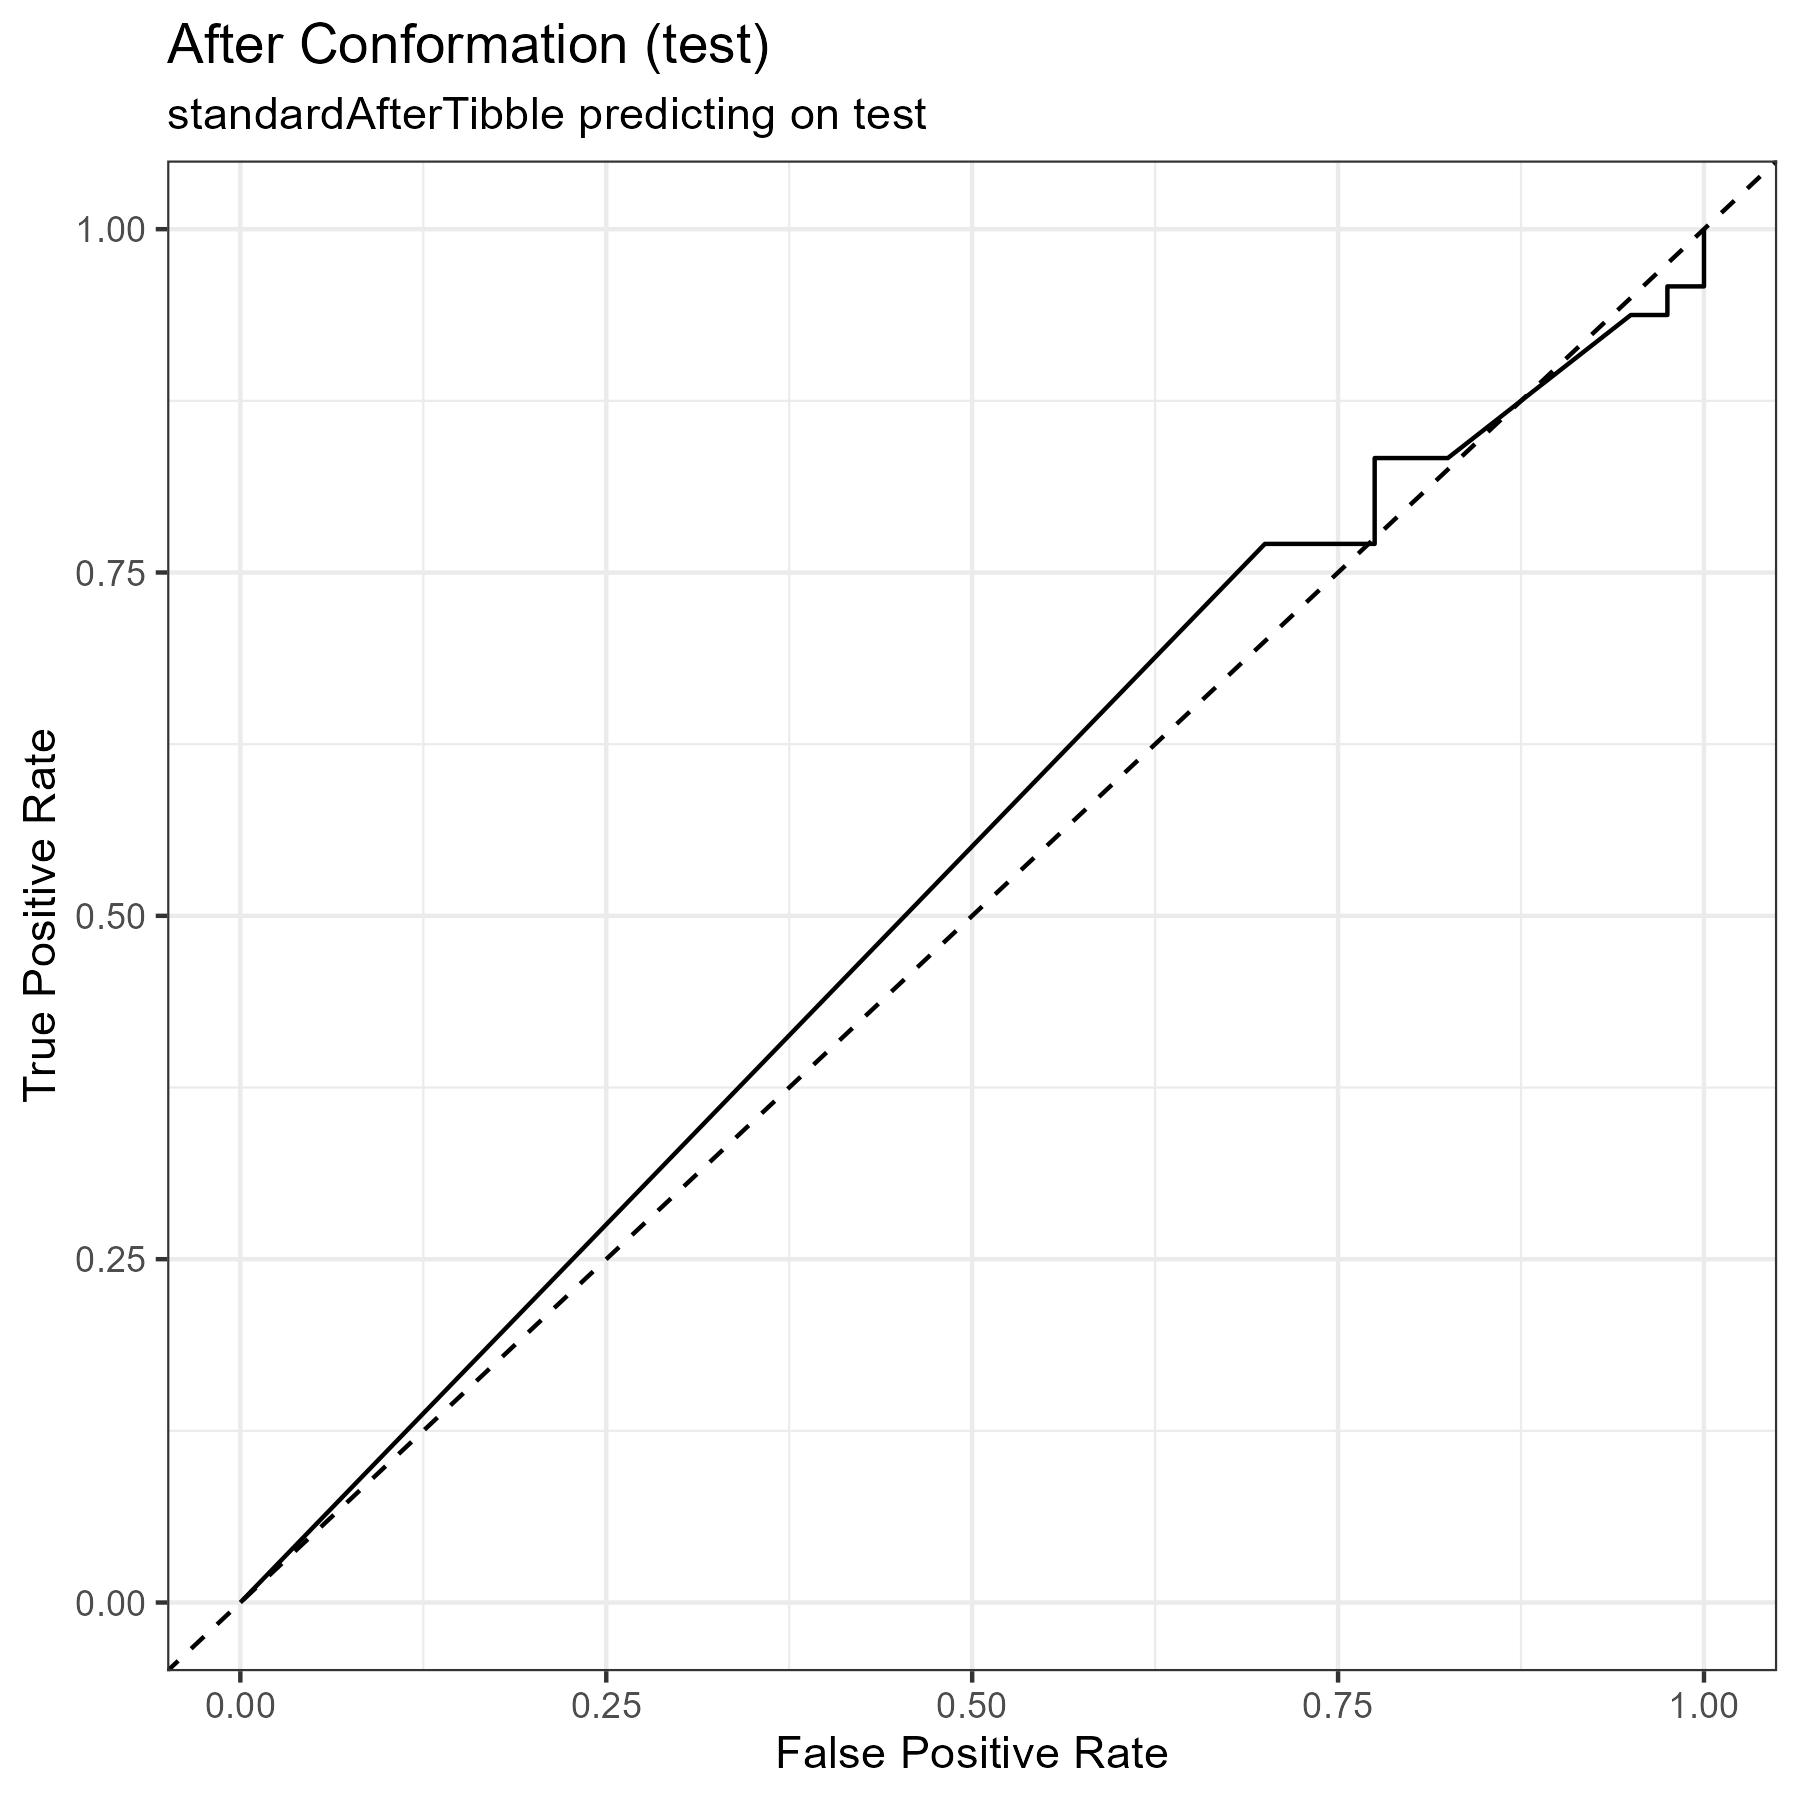 After Conformation (test)
standardAfterTibble predicting on test
True Positive Rate
1.00
0.75
0.50
0.25
0.00
0.00 0.25 0.50 0.75 1.00
False Positive Rate